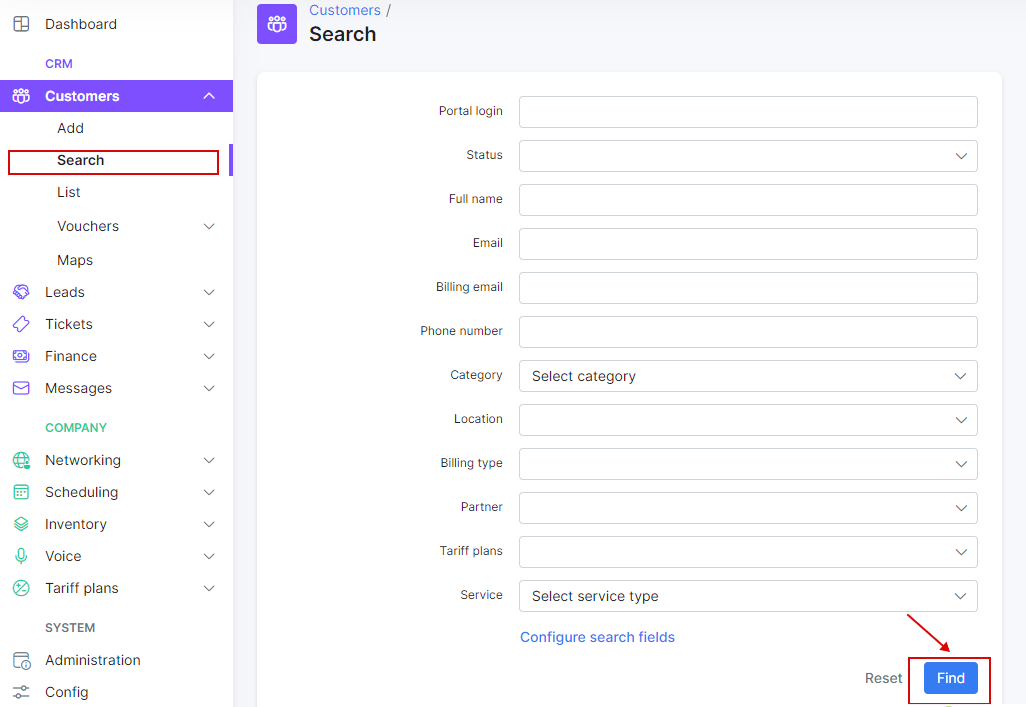 Dashboard
CRM
Customers
Add
Search
List
Vouchers
Maps
Leads
Tickets
Finance
Messages
COMPANY
Networking
Scheduling
Inventory
Voice
Tariff plans
SYSTEM
Administration
Config
Customers /
Search
Portal login
Status
Full name
Email
Billing email
Phone number
Category Select category
Location
Billing type
Partner
Tariff plans
Service Select service type
Configure search fields
Reset Find